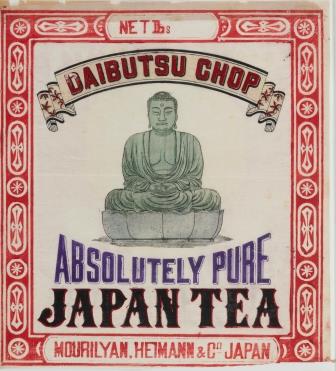 NET lbs
DAIBUTSU CHOP
ABSOLUTELY PURE
JAPAN TEA
MOURILYAN, HEIMANN & Co JAPAN